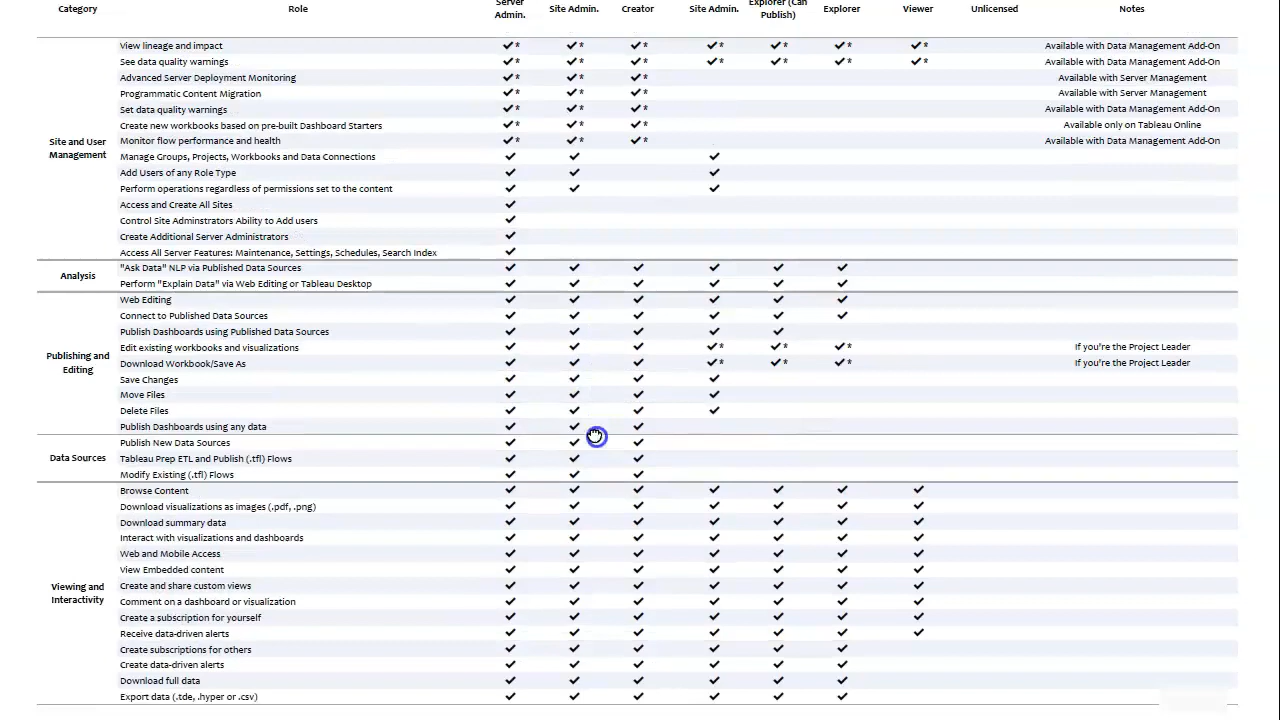 Category Role Server Admin. Site Admin. Creator Site Admin. Explorer (Can Publish) Explorer Viewer Unlicensed Notes
Site and User Management
View lineage and impact ✔* ✔* ✔* ✔* ✔* ✔* ✔* Available with Data Management Add-On
See data quality warnings ✔* ✔* ✔* ✔* ✔* ✔* ✔* Available with Data Management Add-On
Advanced Server Deployment Monitoring ✔* ✔* ✔* Available with Server Management
Programmatic Content Migration ✔* ✔* ✔* Available with Server Management
Set data quality warnings ✔* ✔* ✔* Available with Data Management Add-On
Create new workbooks based on pre-built Dashboard Starters ✔* ✔* ✔* Available only on Tableau Online
Monitor flow performance and health ✔* ✔* ✔* Available with Data Management Add-On
Manage Groups, Projects, Workbooks and Data Connections ✔ ✔ ✔
Add Users of any Role Type ✔ ✔ ✔
Perform operations regardless of permissions set to the content ✔ ✔ ✔
Access and Create All Sites ✔
Control Site Adminstrators Ability to Add users ✔
Create Additional Server Administrators ✔
Access All Server Features: Maintenance, Settings, Schedules, Search Index ✔
Analysis
"Ask Data" NLP via Published Data Sources ✔ ✔ ✔ ✔ ✔ ✔
Perform "Explain Data" via Web Editing or Tableau Desktop ✔ ✔ ✔ ✔ ✔ ✔
Publishing and Editing
Web Editing ✔ ✔ ✔ ✔ ✔ ✔
Connect to Published Data Sources ✔ ✔ ✔ ✔ ✔ ✔
Publish Dashboards using Published Data Sources ✔ ✔ ✔ ✔ ✔
Edit existing workbooks and visualizations ✔ ✔ ✔ ✔* ✔* ✔* If you're the Project Leader
Download Workbook/Save As ✔ ✔ ✔ ✔* ✔* ✔* If you're the Project Leader
Save Changes ✔ ✔ ✔ ✔
Move Files ✔ ✔ ✔ ✔
Delete Files ✔ ✔ ✔ ✔
Publish Dashboards using any data ✔ ✔ ✔
Data Sources
Publish New Data Sources ✔ ✔ ✔
Tableau Prep ETL and Publish (.tfl) Flows ✔ ✔ ✔
Modify Existing (.tfl) Flows ✔ ✔ ✔
Viewing and Interactivity
Browse Content ✔ ✔ ✔ ✔ ✔ ✔ ✔
Download visualizations as images (.pdf, .png) ✔ ✔ ✔ ✔ ✔ ✔ ✔
Download summary data ✔ ✔ ✔ ✔ ✔ ✔ ✔
Interact with visualizations and dashboards ✔ ✔ ✔ ✔ ✔ ✔ ✔
Web and Mobile Access ✔ ✔ ✔ ✔ ✔ ✔ ✔
View Embedded content ✔ ✔ ✔ ✔ ✔ ✔ ✔
Create and share custom views ✔ ✔ ✔ ✔ ✔ ✔ ✔
Comment on a dashboard or visualization ✔ ✔ ✔ ✔ ✔ ✔ ✔
Create a subscription for yourself ✔ ✔ ✔ ✔ ✔ ✔ ✔
Receive data-driven alerts ✔ ✔ ✔ ✔ ✔ ✔ ✔
Create subscriptions for others ✔ ✔ ✔ ✔ ✔ ✔
Create data-driven alerts ✔ ✔ ✔ ✔ ✔ ✔
Download full data ✔ ✔ ✔ ✔ ✔ ✔
Export data (.tde, .hyper or .csv) ✔ ✔ ✔ ✔ ✔ ✔